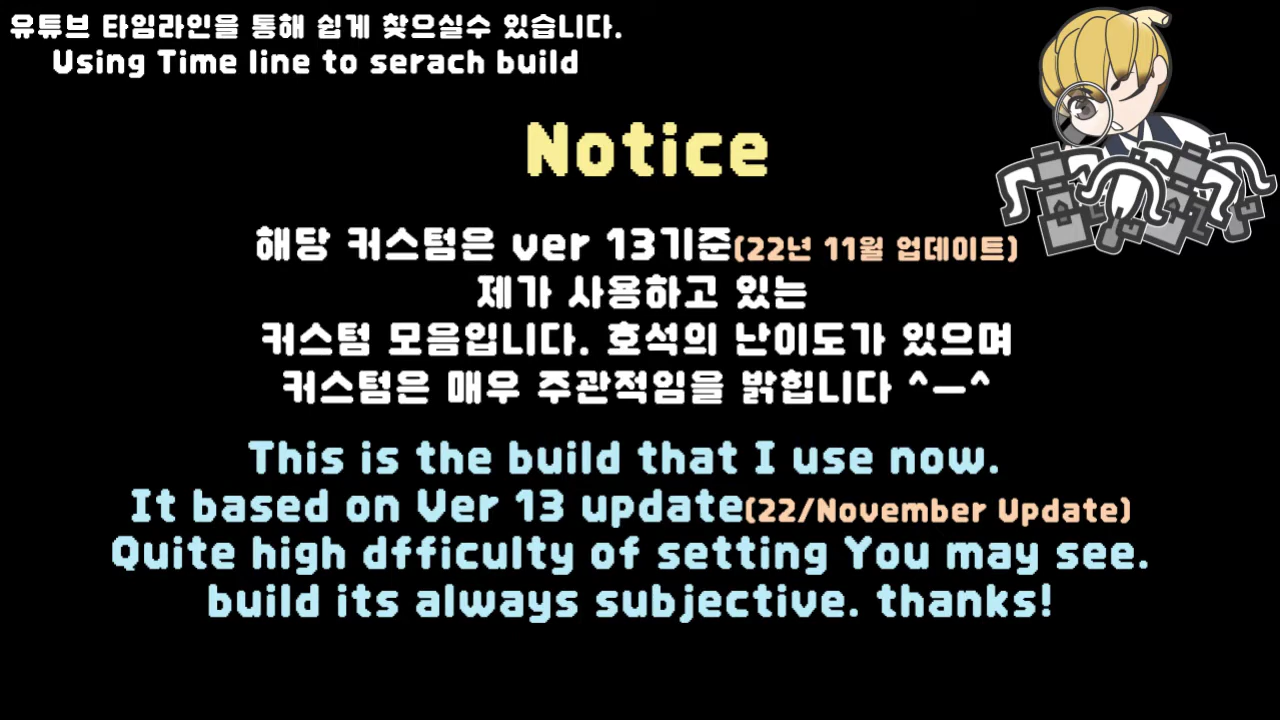 유튜브 타임라인을 통해 쉽게 찾으실수 있습니다.
Using Time line to serach build
Notice
해당 커스텀은 ver 13기준(22년 11월 업데이트)
제가 사용하고 있는
커스텀 모음입니다. 호석의 난이도가 있으며
커스텀은 매우 주관적임을 밝힙니다 ^—^
This is the build that I use now.
It based on Ver 13 update(22/November Update)
Quite high dfficulty of setting You may see.
build its always subjective. thanks!